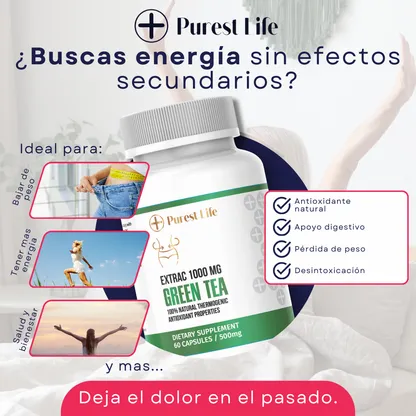 Purest Life
¿Buscas energía sin efectos
secundarios?
Ideal para:
Bajar de
peso
Tener mas
energía
Salud y
bienestar
y mas...
Purest Life
EXTRAC 1000 MG
GREEN TEA
100% NATURAL THERMOGENIC
ANTIOXIDANT PROPERTIES
DIETARY SUPPLEMENT
60 CAPSULES / 500mg
Antioxidante
natural
Apoyo digestivo
Pérdida de peso
Desintoxicación
Deja el dolor en el pasado.